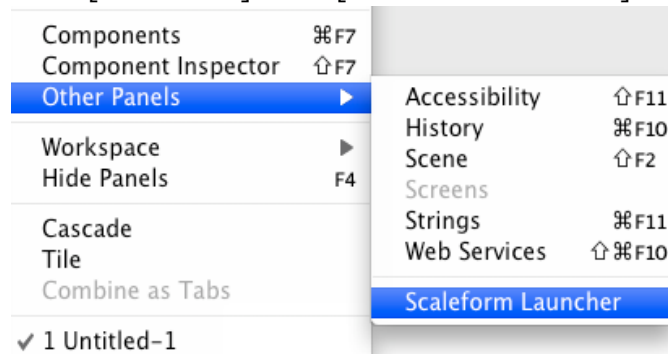 Components ⌘F7
Component Inspector ⇧F7
Other Panels ▶
Workspace ▶
Hide Panels F4
Cascade
Tile
Combine as Tabs
✓ 1 Untitled-1
Accessibility ⇧F11
History ⌘F10
Scene ⇧F2
Screens
Strings ⌘F11
Web Services ⇧⌘F10
Scaleform Launcher